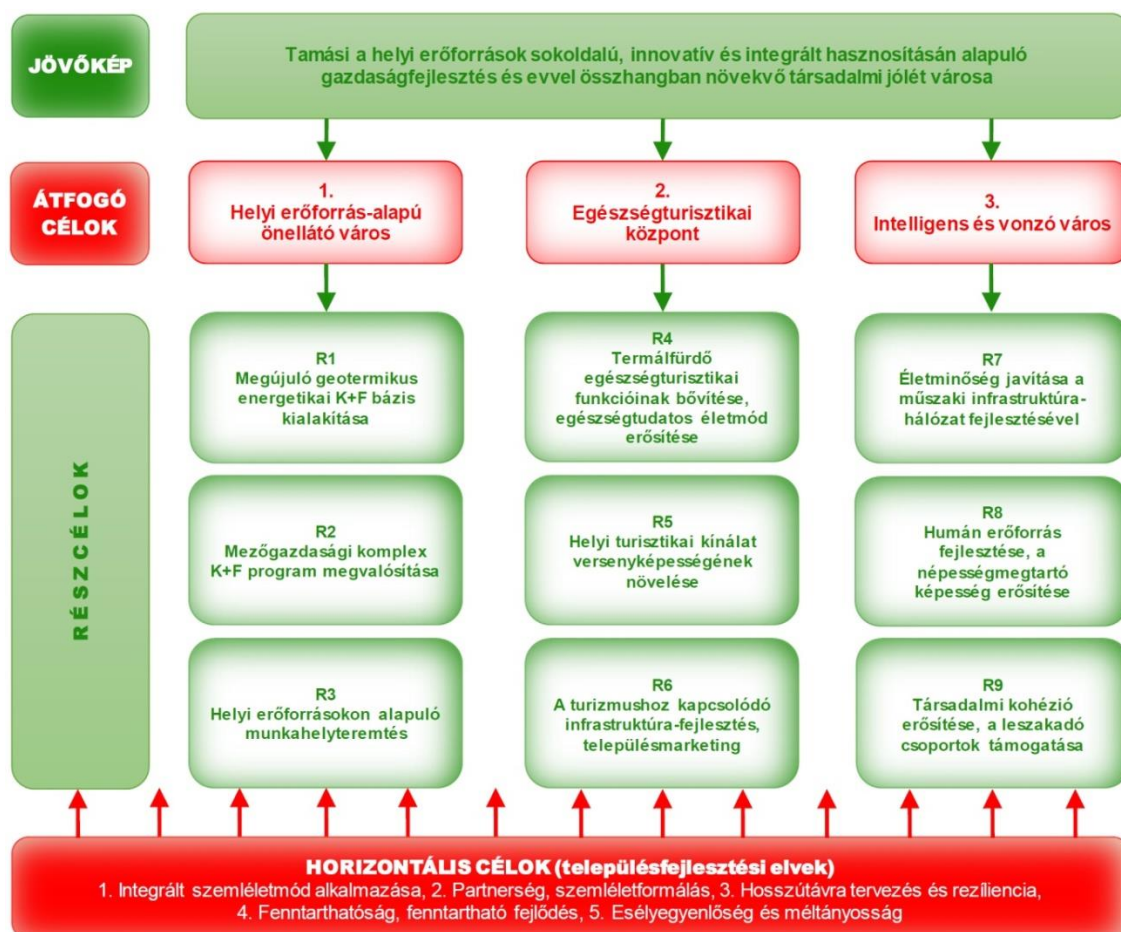 JÖVŐKÉP
Tamási a helyi erőforrások sokoldalú, innovatív és integrált hasznosításán alapuló
gazdaságfejlesztés és evvel összhangban növekvő társadalmi jólét városa
ÁTFOGÓ
CÉLOK
1.
Helyi erőforrás-alapú
önellátó város
2.
Egészségturisztikai
központ
3.
Intelligens és vonzó város
RÉSZCÉLOK
R1
Megújuló geotermikus
energetikai K+F bázis
kialakítása
R4
Termálfürdő
egészségturisztikai
funkcióinak bővítése,
egészségtudatos életmód
erősítése
R7
Életminőség javítása a
műszaki infrastruktúra-
hálózat fejlesztésével
R2
Mezőgazdasági komplex
K+F program megvalósítása
R5
Helyi turisztikai kínálat
versenyképességének
növelése
R8
Humán erőforrás
fejlesztése, a
népességmegtartó
képesség erősítése
R3
Helyi erőforrásokon alapuló
munkahelyteremtés
R6
A turizmushoz kapcsolódó
infrastruktúra-fejlesztés,
településmarketing
R9
Társadalmi kohézió
erősítése, a leszakadó
csoportok támogatása
HORIZONTÁLIS CÉLOK (településfejlesztési elvek)
1. Integrált szemléletmód alkalmazása, 2. Partnerség, szemléletformálás, 3. Hosszútávra tervezés és rezíliencia,
4. Fenntarthatóság, fenntartható fejlődés, 5. Esélyegyenlőség és méltányosság